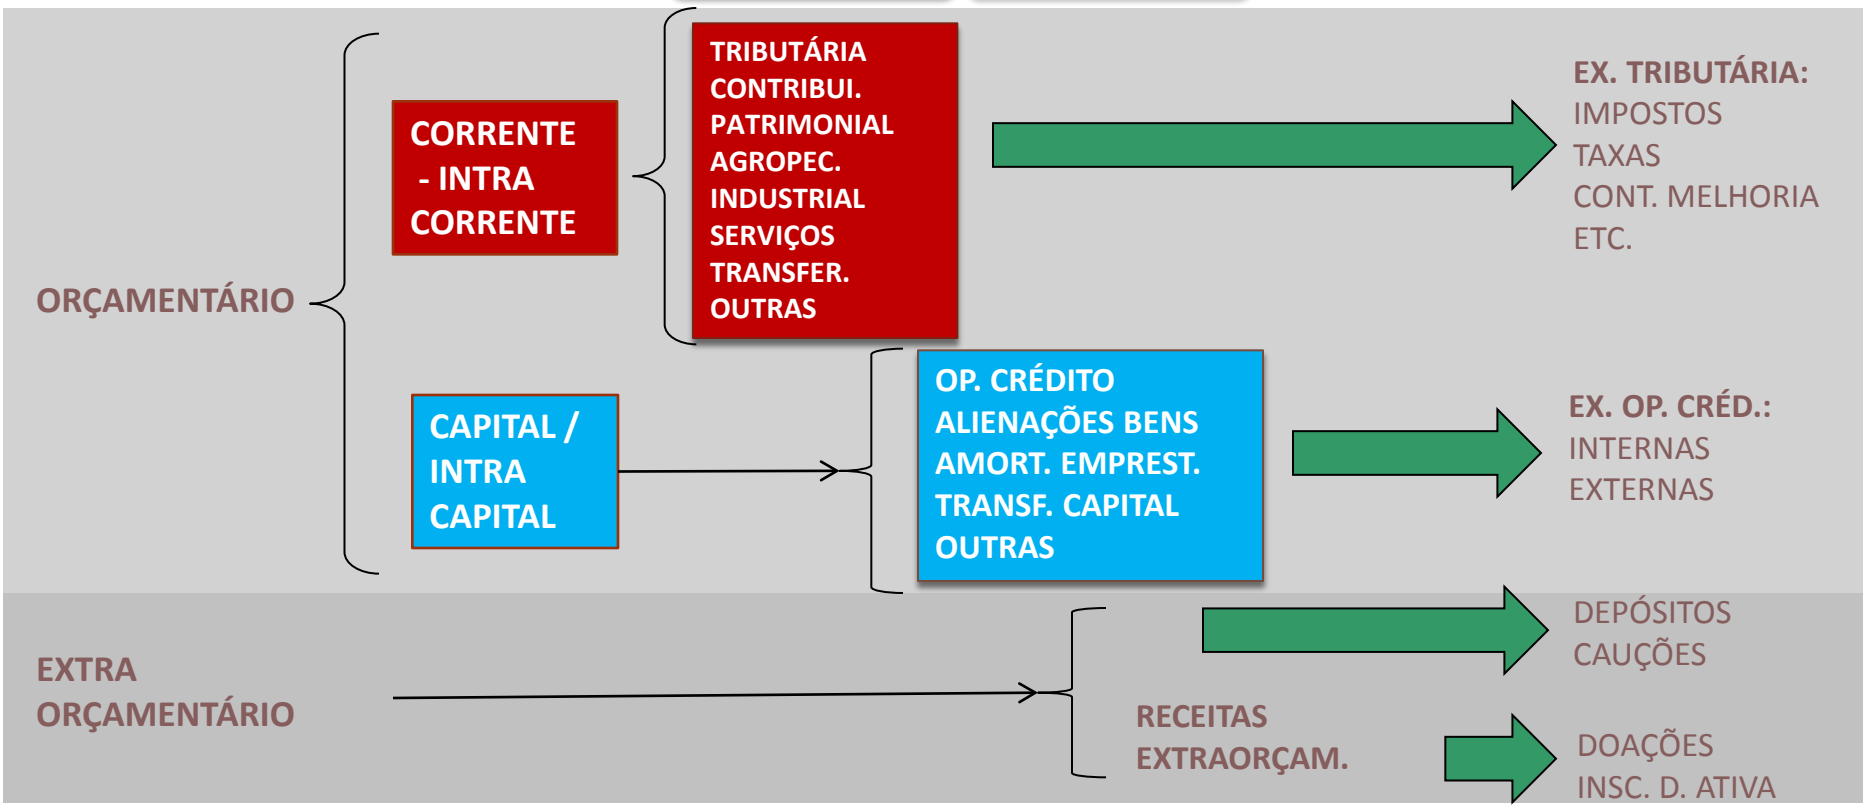 ORÇAMENTÁRIO
CORRENTE
- INTRA
CORRENTE
TRIBUTÁRIA
CONTRIBUI.
PATRIMONIAL
AGROPEC.
INDUSTRIAL
SERVIÇOS
TRANSFER.
OUTRAS
EX. TRIBUTÁRIA:
IMPOSTOS
TAXAS
CONT. MELHORIA
ETC.
CAPITAL /
INTRA
CAPITAL
OP. CRÉDITO
ALIENAÇÕES BENS
AMORT. EMPREST.
TRANSF. CAPITAL
OUTRAS
EX. OP. CRÉD.:
INTERNAS
EXTERNAS
EXTRA
ORÇAMENTÁRIO
RECEITAS
EXTRAORÇAM.
DEPÓSITOS
CAUÇÕES
DOAÇÕES
INSC. D. ATIVA